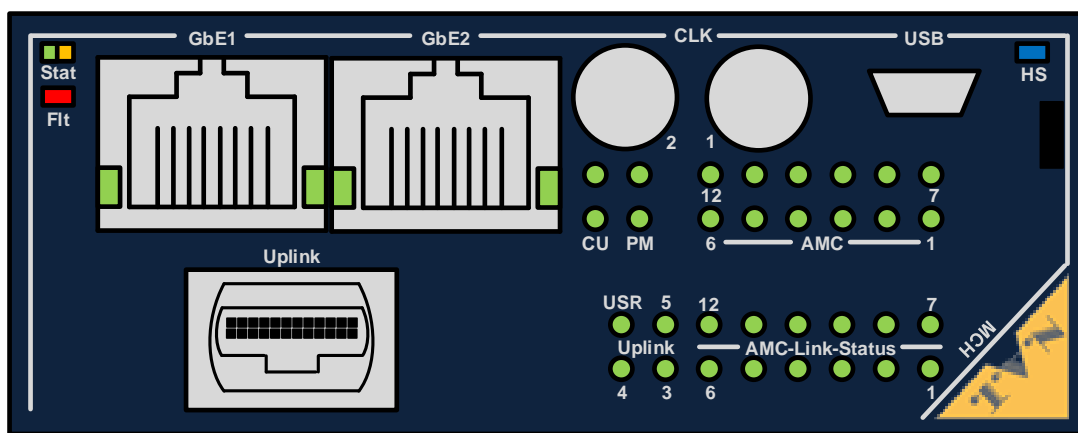 GbE1 GbE2 CLK USB
Stat HS
Flt
2 1
12 7
CU PM 6 AMC 1
Uplink
USR 5 12 7
Uplink AMC-Link-Status
4 3 6 1
MCH
NAT